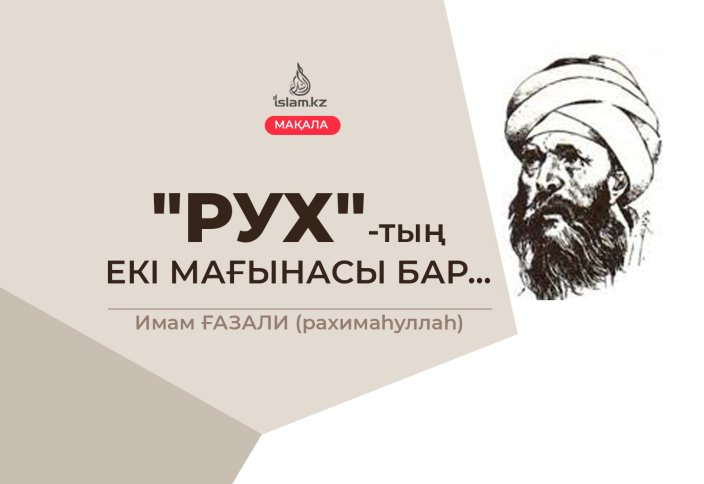 islam.kz
МАҚАЛА
"РУХ"-тың
ЕКІ МАҒЫНАСЫ БАР...
Имам ҒАЗАЛИ (рахимаһуллаһ)